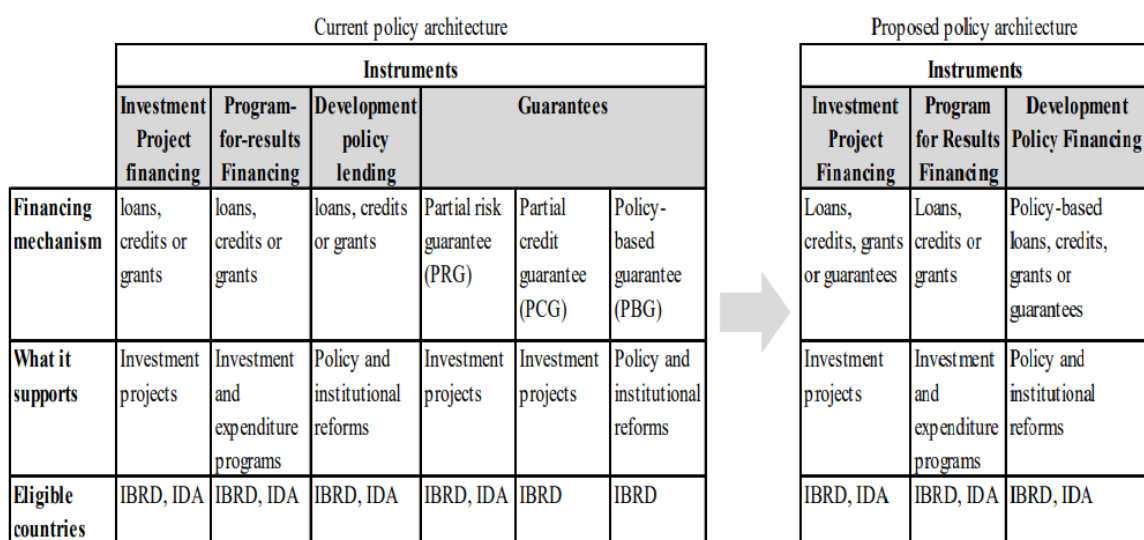 Current policy architecture
Proposed policy architecture
Instruments
Investment
Project
financing
Program-
for-results
Financing
Development
policy
lending
Guarantees
Financing
mechanism
loans,
credits or
grants
loans,
credits or
grants
loans, credits
or grants
Partial risk
guarantee
(PRG)
Partial
credit
guarantee
(PCG)
Policy-
based
guarantee
(PBG)
What it
supports
Investment
projects
Investment
and
expenditure
programs
Policy and
institutional
reforms
Investment
projects
Investment
projects
Policy and
institutional
reforms
Eligible
countries
IBRD, IDA
IBRD, IDA
IBRD, IDA
IBRD, IDA
IBRD
IBRD
Instruments
Investment
Project
Financing
Program
for Results
Financing
Development
Policy Financing
Loans,
credits, grants
or guarantees
Loans,
credits or
grants
Policy-based
loans, credits,
grants or
guarantees
Investment
projects
Investment
and
expenditure
programs
Policy and
institutional
reforms
IBRD, IDA
IBRD, IDA
IBRD, IDA